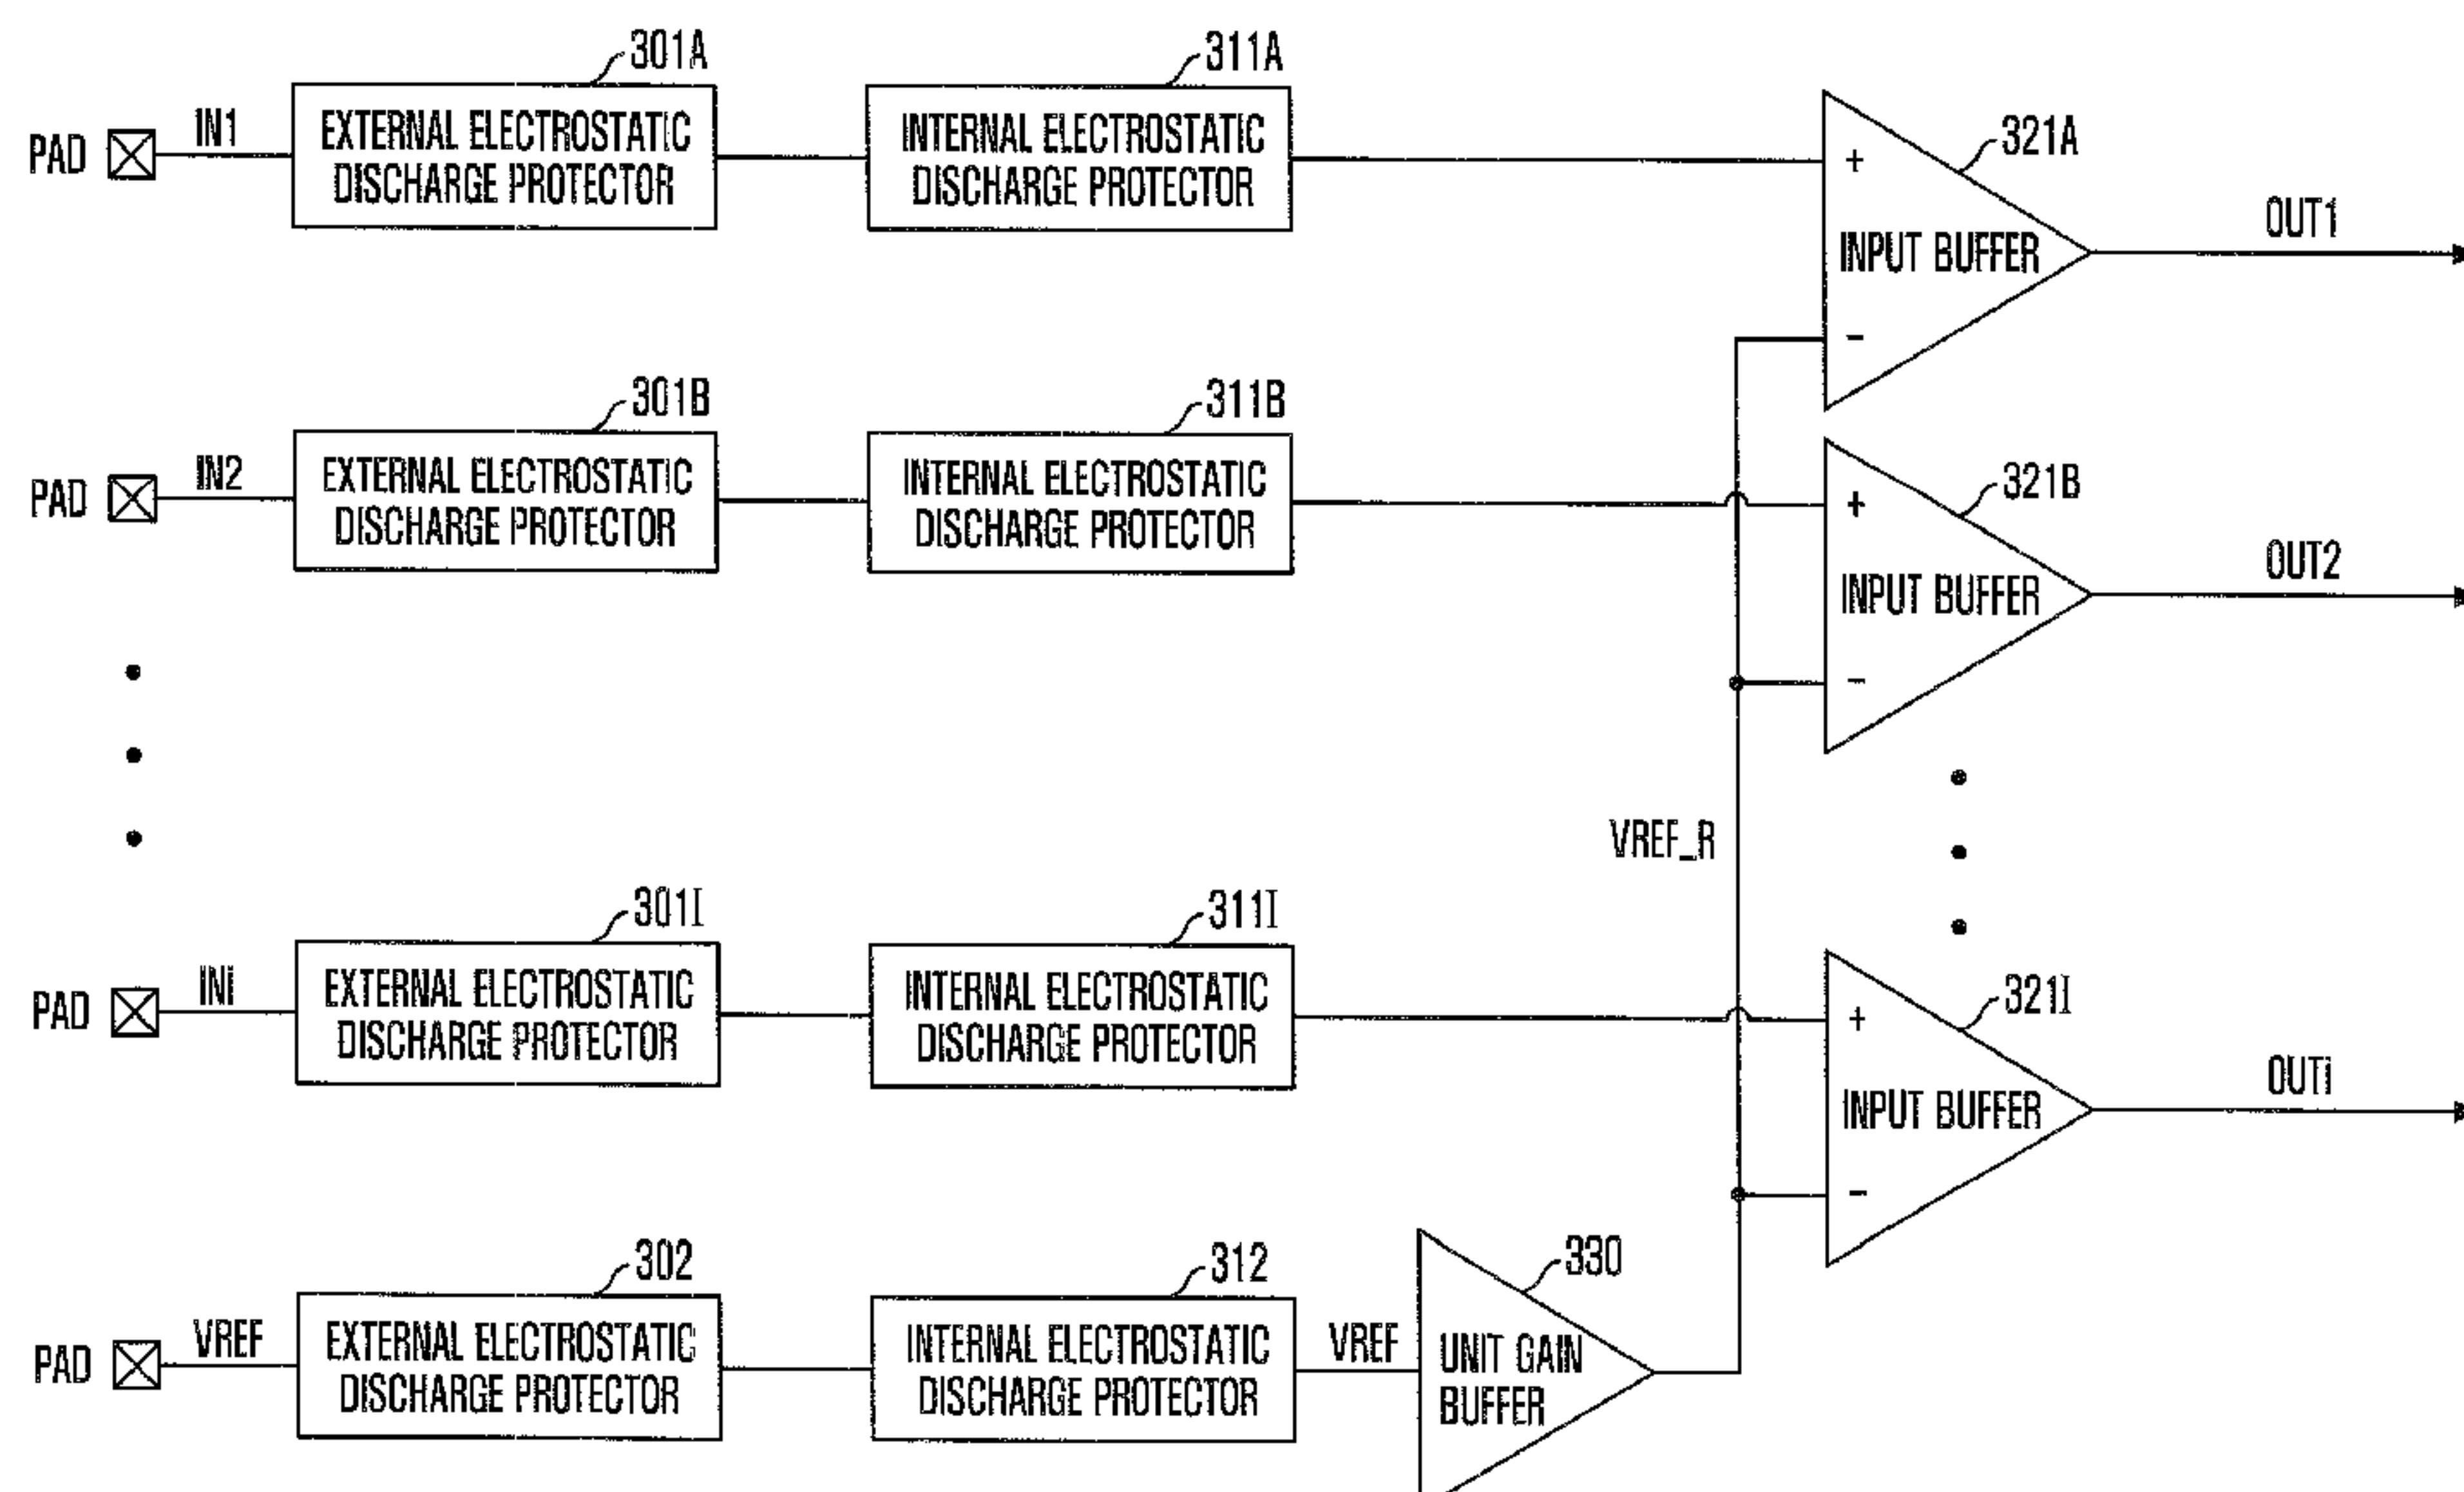 301A
311A
PAD
IN1
EXTERNAL ELECTROSTATIC
DISCHARGE PROTECTOR
INTERNAL ELECTROSTATIC
DISCHARGE PROTECTOR
+
321A
INPUT BUFFER
OUT1
-
301B
311B
PAD
IN2
EXTERNAL ELECTROSTATIC
DISCHARGE PROTECTOR
INTERNAL ELECTROSTATIC
DISCHARGE PROTECTOR
+
321B
INPUT BUFFER
OUT2
-
VREF_R
301I
311I
PAD
INi
EXTERNAL ELECTROSTATIC
DISCHARGE PROTECTOR
INTERNAL ELECTROSTATIC
DISCHARGE PROTECTOR
+
321I
INPUT BUFFER
OUTi
-
302
312
330
PAD
VREF
EXTERNAL ELECTROSTATIC
DISCHARGE PROTECTOR
INTERNAL ELECTROSTATIC
DISCHARGE PROTECTOR
VREF
UNIT GAIN
BUFFER